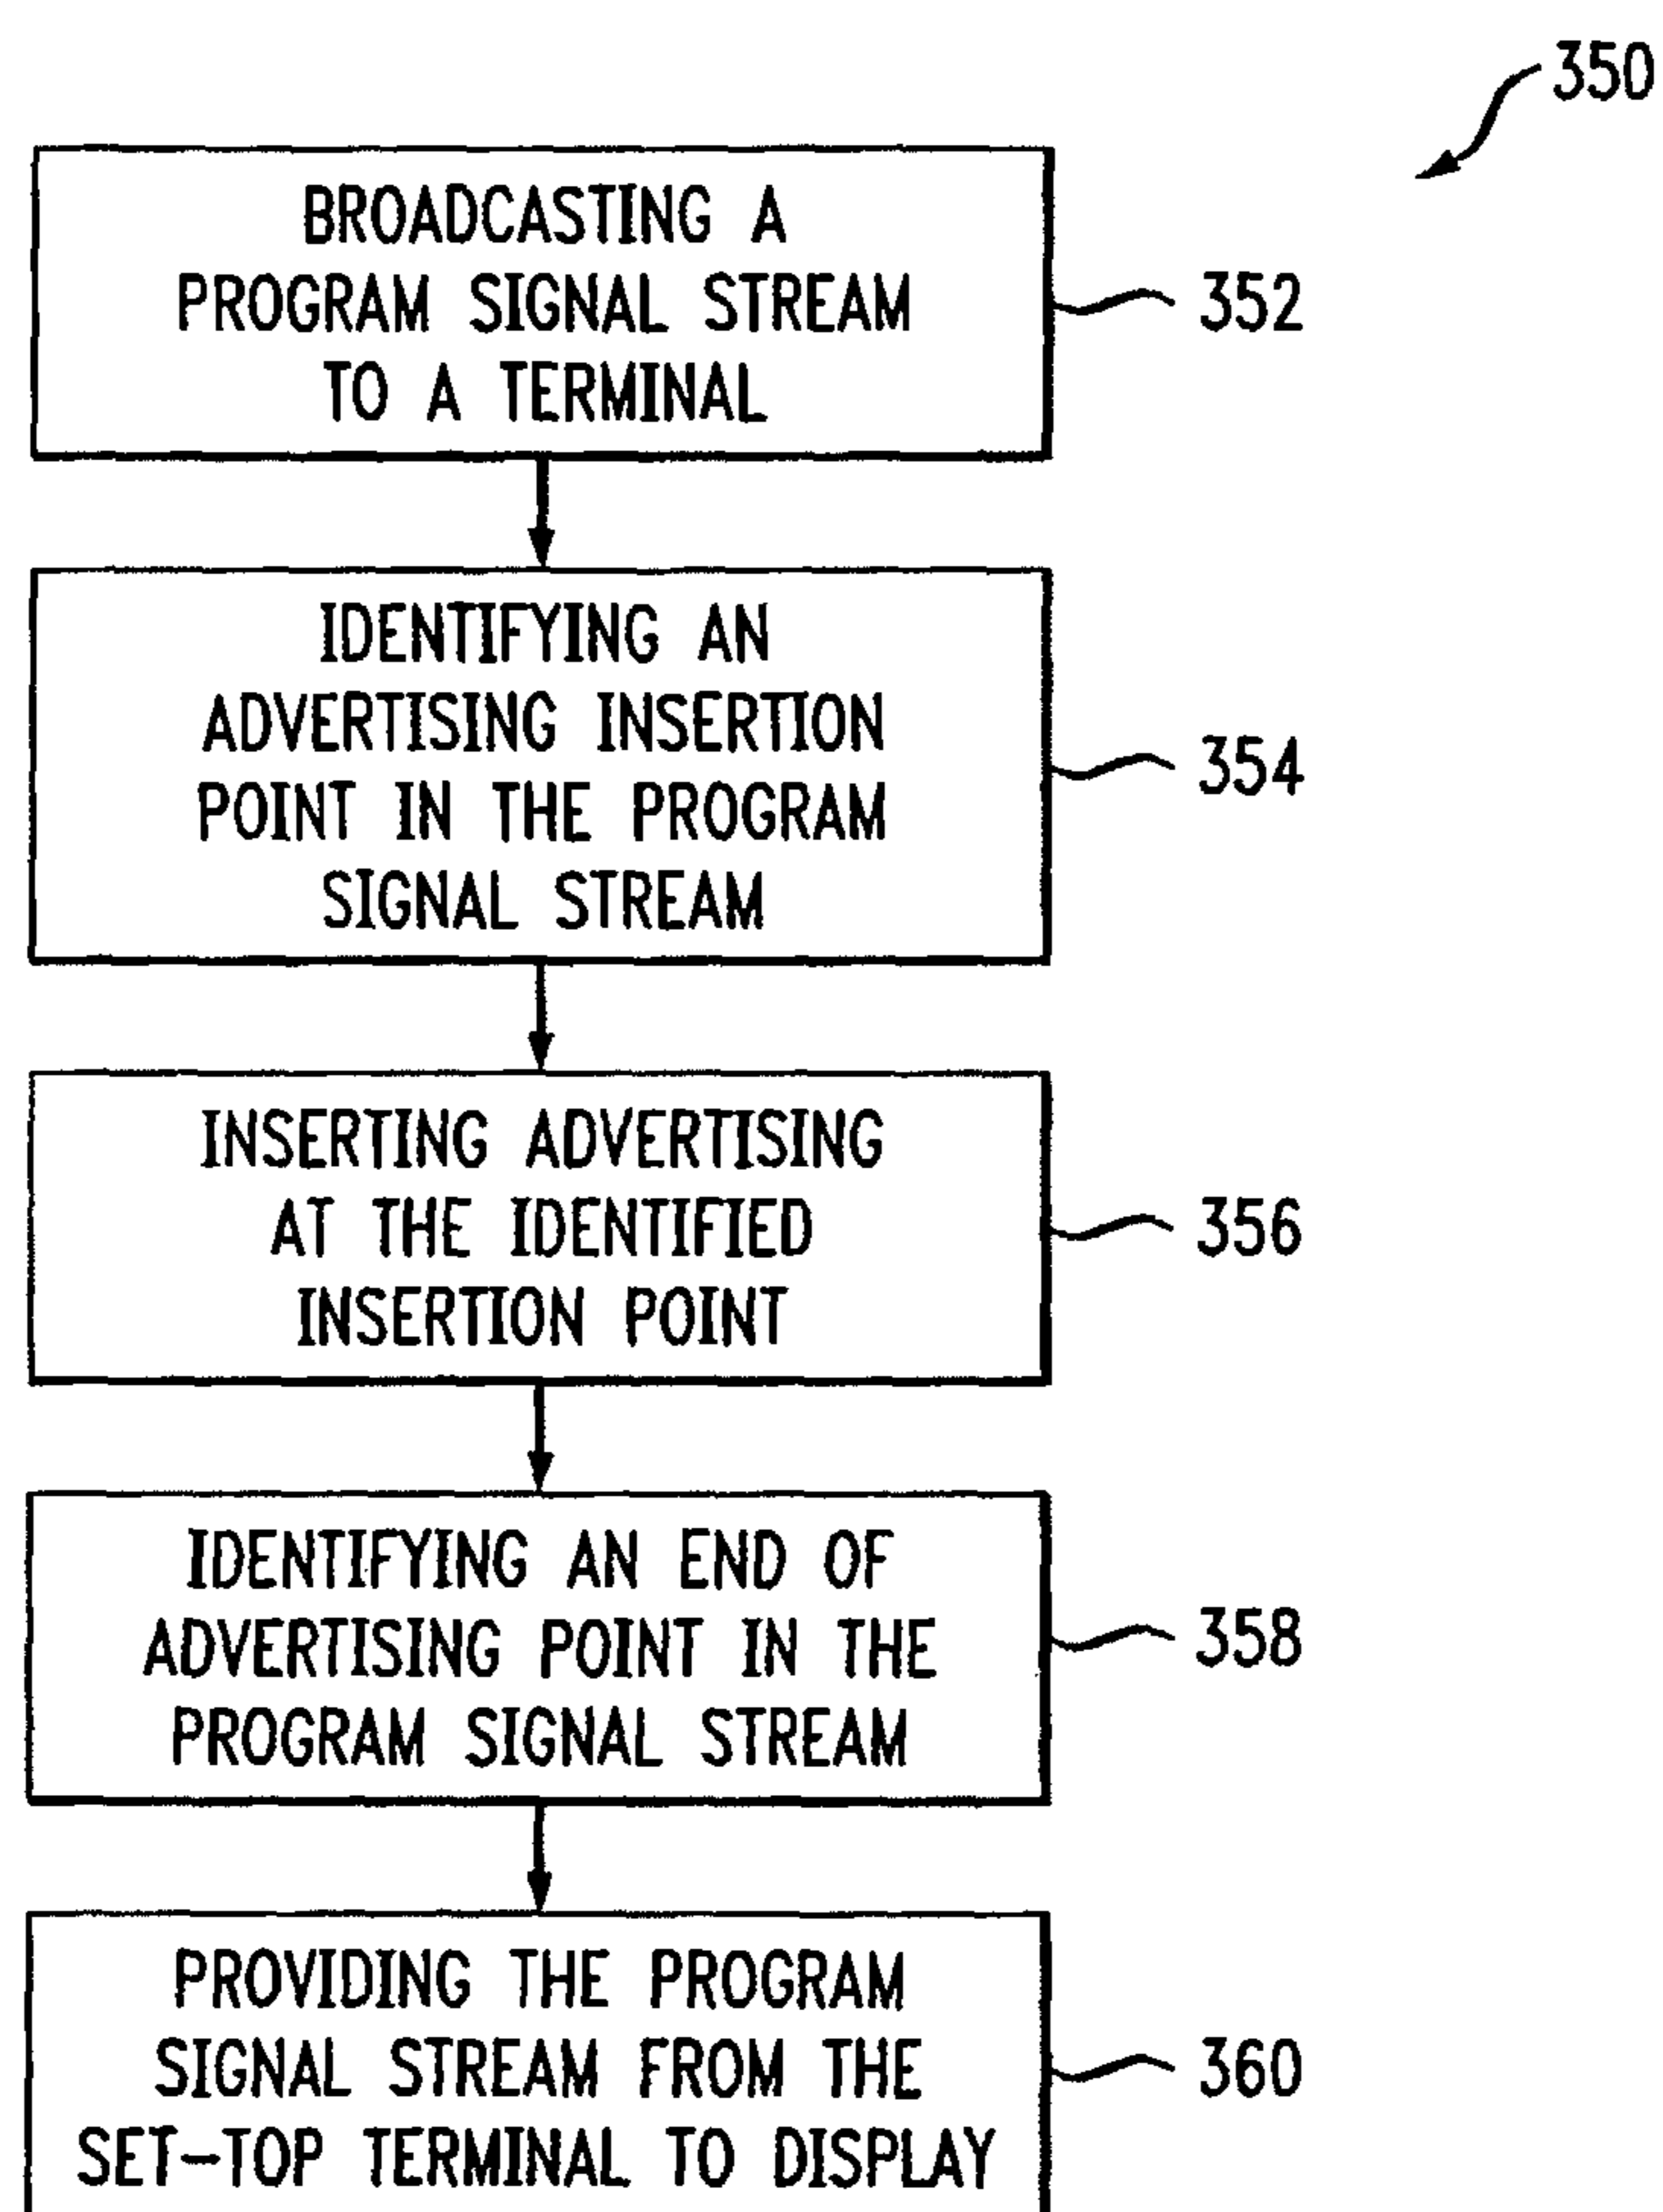 350
BROADCASTING A
PROGRAM SIGNAL STREAM
TO A TERMINAL
352
IDENTIFYING AN
ADVERTISING INSERTION
POINT IN THE PROGRAM
SIGNAL STREAM
354
INSERTING ADVERTISING
AT THE IDENTIFIED
INSERTION POINT
356
IDENTIFYING AN END OF
ADVERTISING POINT IN THE
PROGRAM SIGNAL STREAM
358
PROVIDING THE PROGRAM
SIGNAL STREAM FROM THE
SET-TOP TERMINAL TO DISPLAY
360